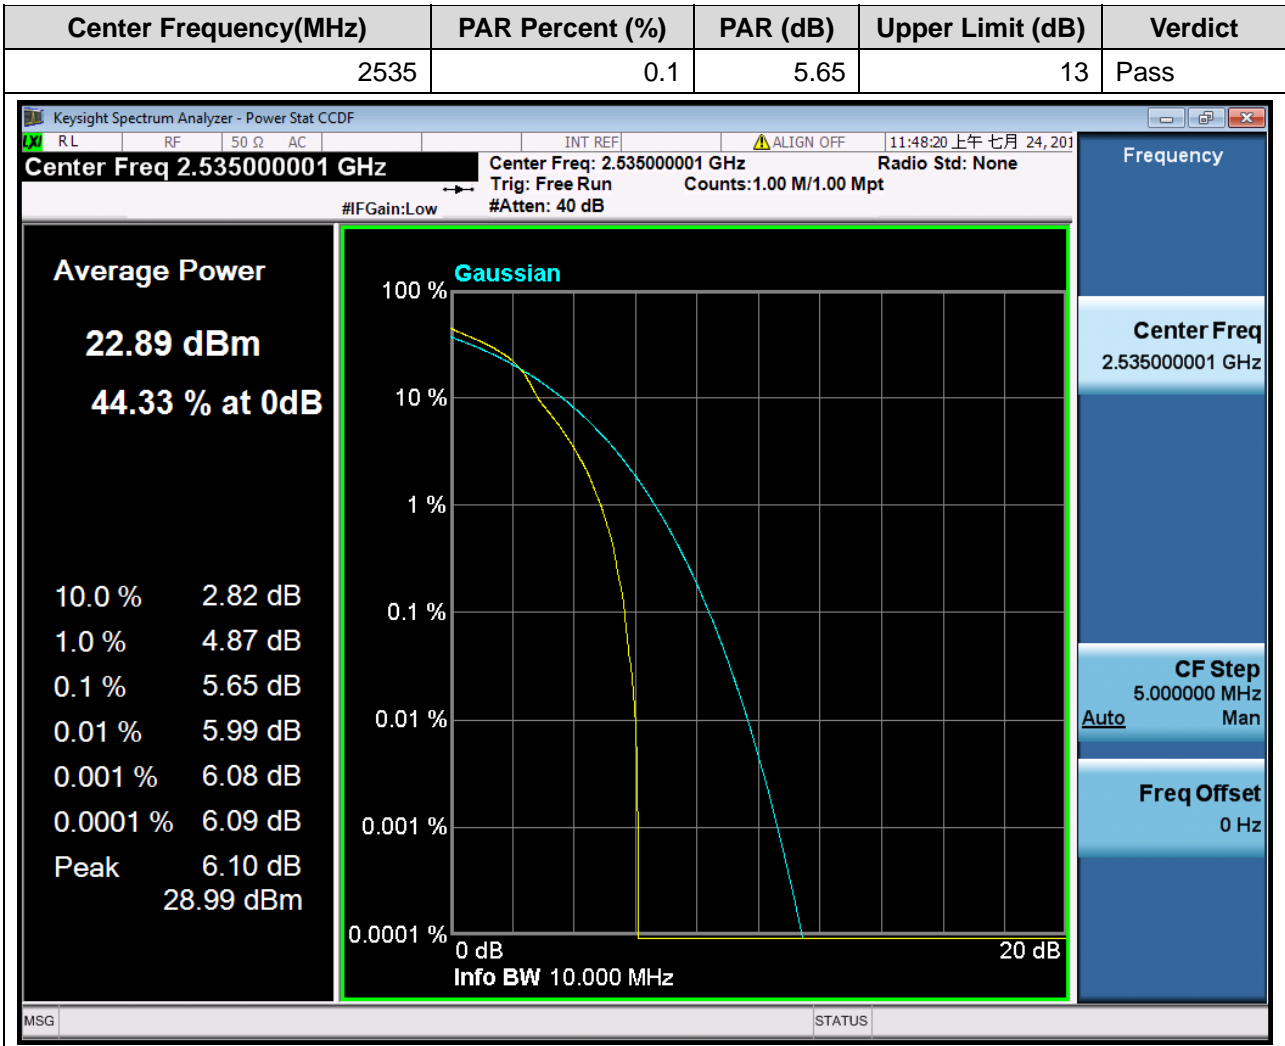 Center Frequency(MHz) PAR Percent (%) PAR (dB) Upper Limit (dB) Verdict
2535 0.1 5.65 13 Pass
Keysight Spectrum Analyzer - Power Stat CCDF
LXI RL RF 50 Ω AC INT REF ALIGN OFF 11:48:20 上午 七月 24, 201
Center Freq 2.535000001 GHz
#IFGain:Low
Center Freq: 2.535000001 GHz Radio Std: None
Trig: Free Run Counts:1.00 M/1.00 Mpt
#Atten: 40 dB
Average Power
22.89 dBm
44.33 % at 0dB
10.0 % 2.82 dB
1.0 % 4.87 dB
0.1 % 5.65 dB
0.01 % 5.99 dB
0.001 % 6.08 dB
0.0001 % 6.09 dB
Peak 6.10 dB
28.99 dBm
Gaussian
100 %
10 %
1 %
0.1 %
0.01 %
0.001 %
0.0001 %
0 dB 20 dB
Info BW 10.000 MHz
Frequency
Center Freq
2.535000001 GHz
CF Step
5.000000 MHz
Auto Man
Freq Offset
0 Hz
MSG STATUS